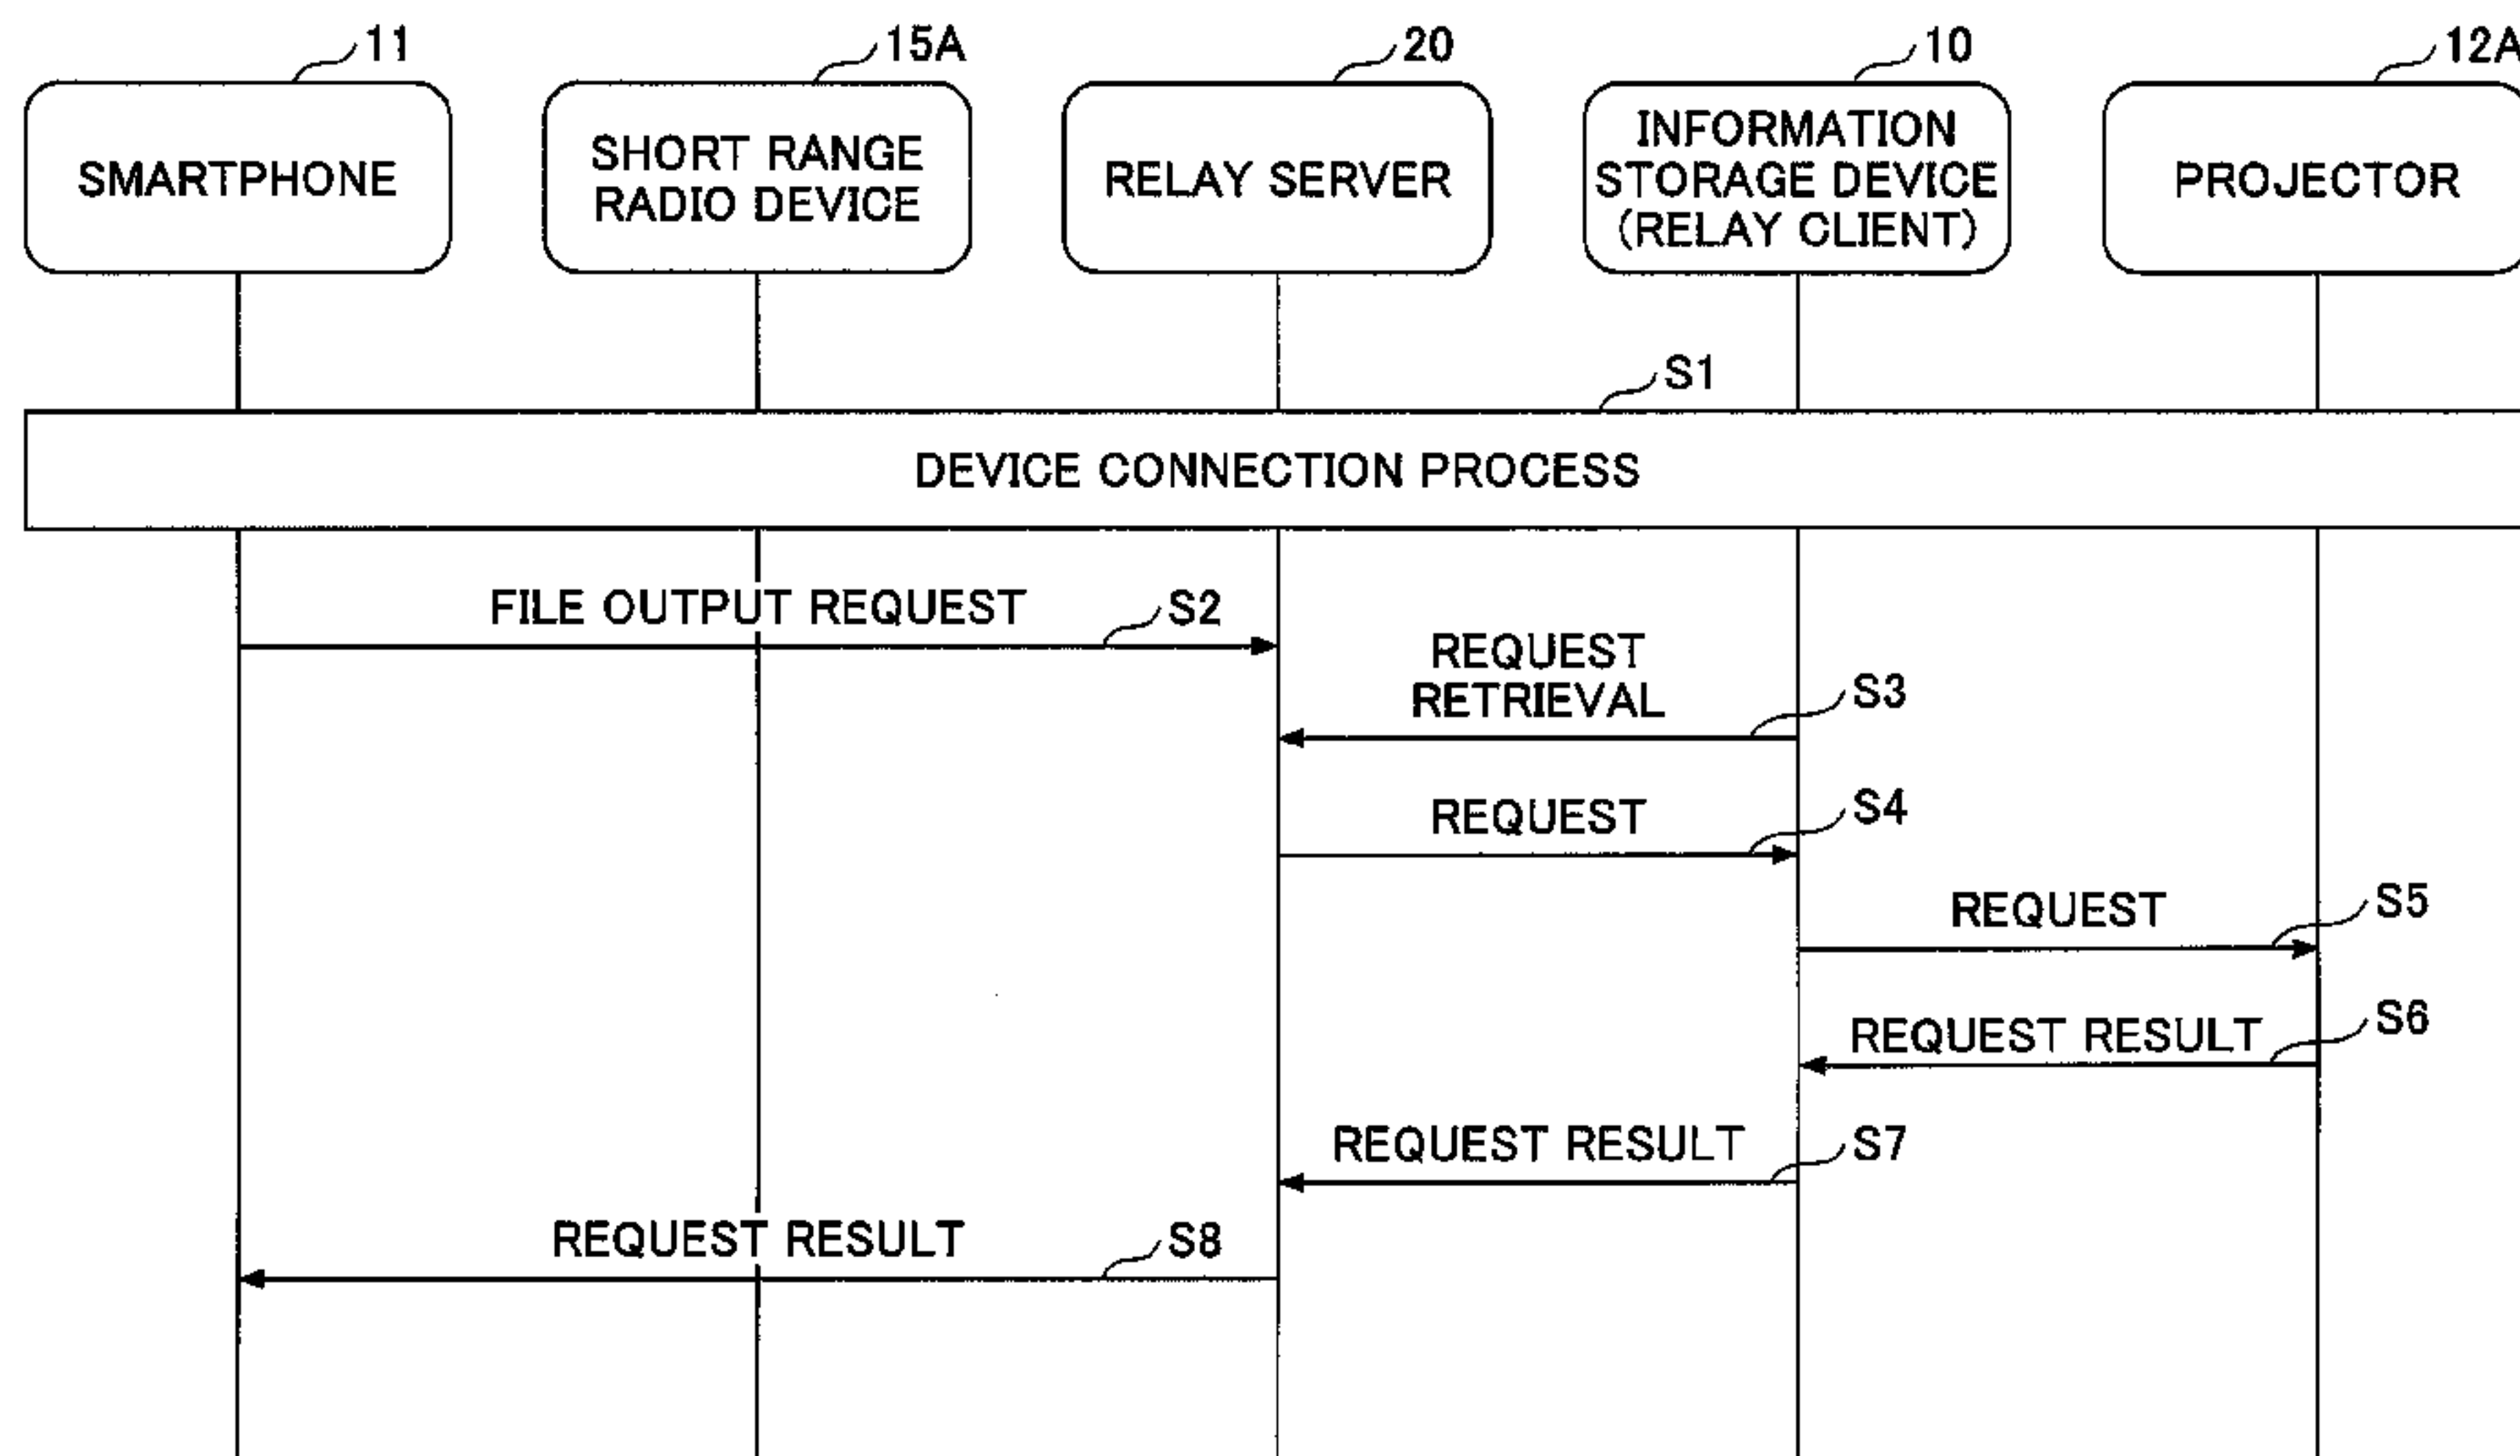 11
15A
20
10
12A
SMARTPHONE
SHORT RANGE
RADIO DEVICE
RELAY SERVER
INFORMATION
STORAGE DEVICE
(RELAY CLIENT)
PROJECTOR
S1
DEVICE CONNECTION PROCESS
FILE OUTPUT REQUEST
S2
REQUEST
RETRIEVAL
S3
REQUEST
S4
REQUEST
S5
REQUEST RESULT
S6
REQUEST RESULT
S7
REQUEST RESULT
S8